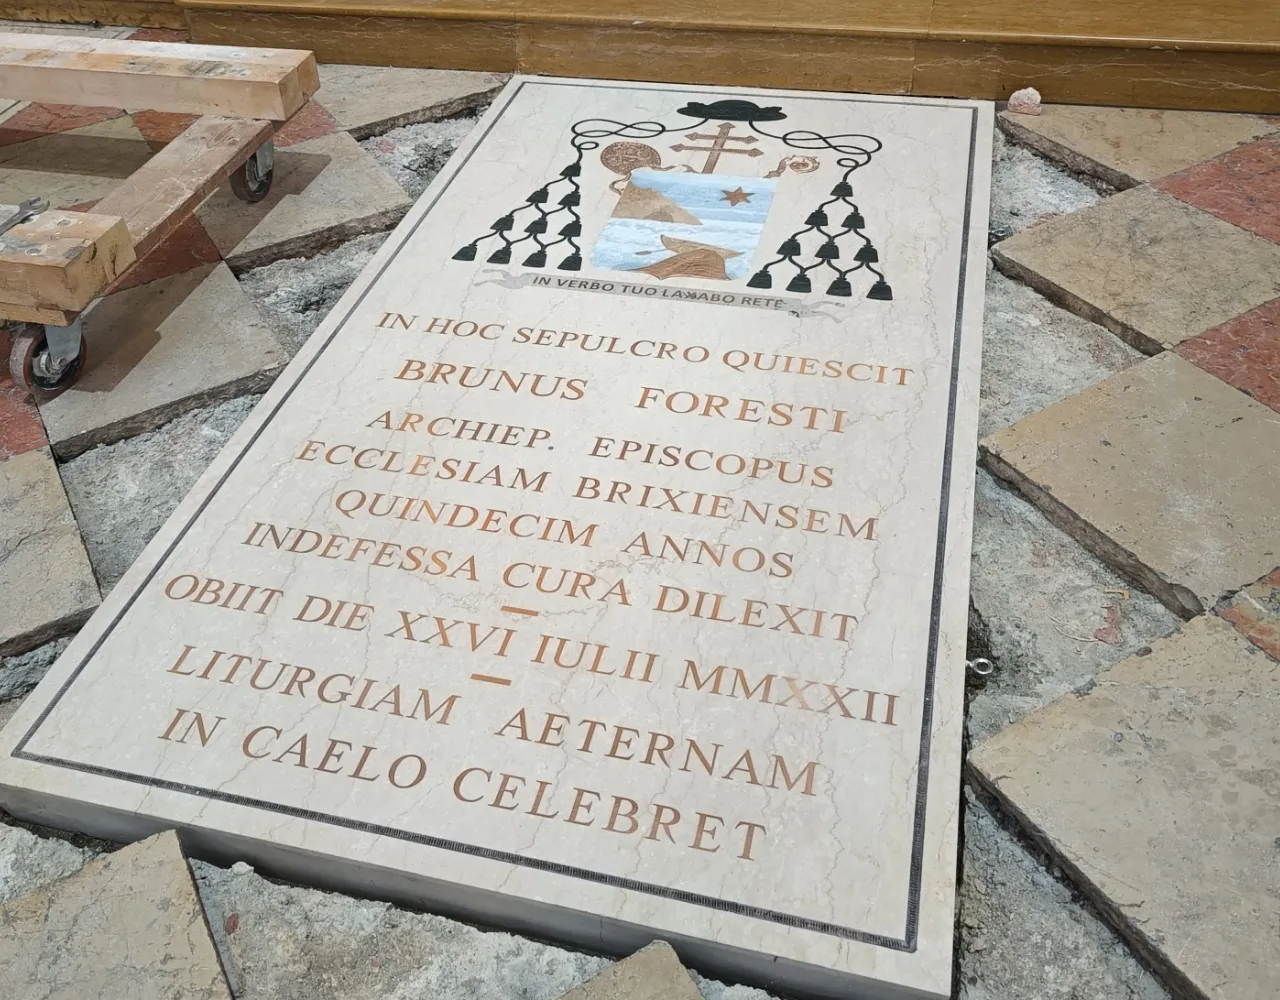 IN VERBO TUO LAXABO RETE
IN HOC SEPULCRO QUIESCIT
BRUNUS FORESTI
ARCHIEP. EPISCOPUS
ECCLESIAM BRIXIENSEM
QUINDECIM ANNOS
INDEFESSA CURA DILEXIT
OBIIT DIE XXVI IULII MMXXII
LITURGIAM AETERNAM
IN CAELO CELEBRET